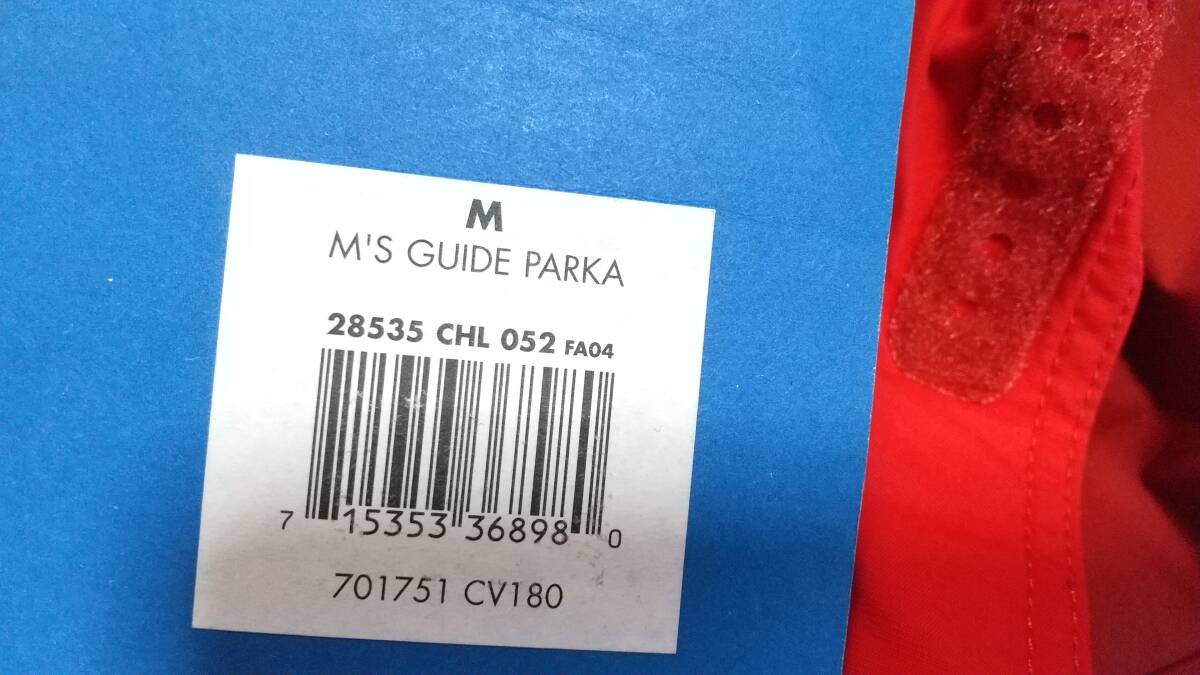 M
M'S GUIDE PARKA
28535 CHL 052 FA04
7 15353 36898 0
701751 CV180